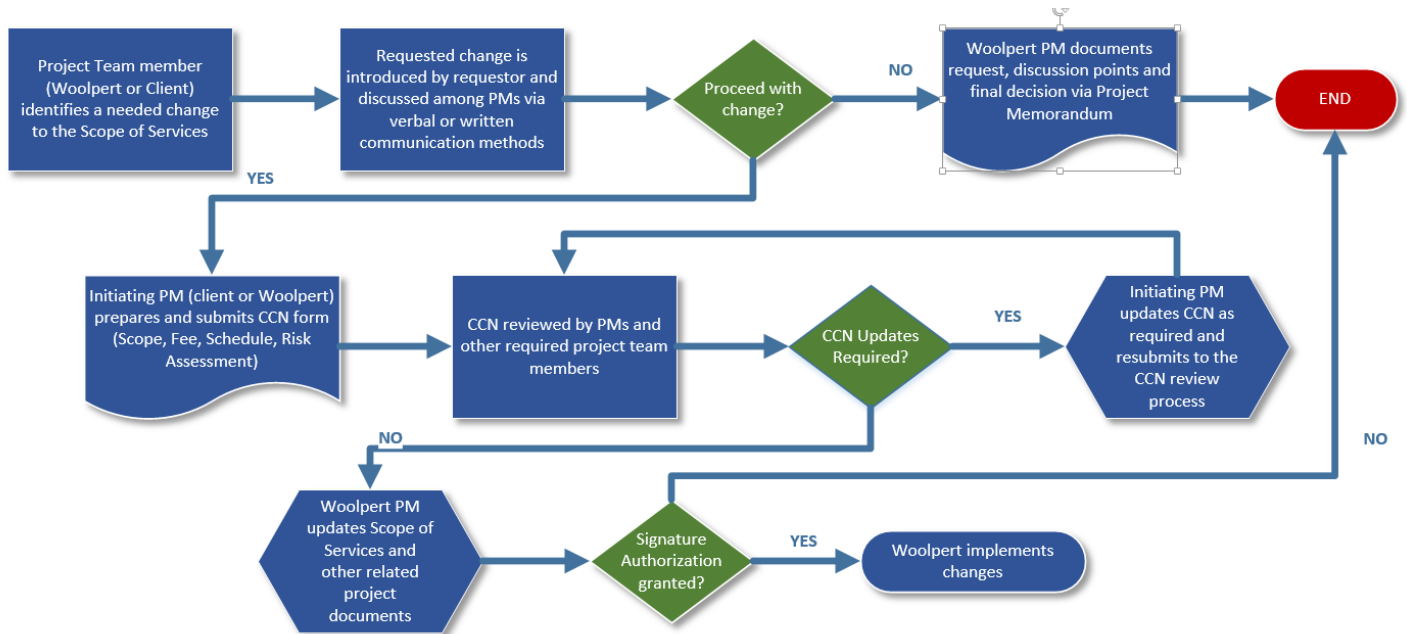 Project Team member
(Woolpert or Client)
identifies a needed change
to the Scope of Services
Requested change is
introduced by requestor and
discussed among PMs via
verbal or written
communication methods
Proceed with
change?
NO
Woolpert PM documents
request, discussion points and
final decision via Project
Memorandum
END
YES
Initiating PM (client or Woolpert)
prepares and submits CCN form
(Scope, Fee, Schedule, Risk
Assessment)
CCN reviewed by PMs and
other required project team
members
CCN Updates
Required?
YES
Initiating PM
updates CCN as
required and
resubmits to the
CCN review
process
NO
NO
Woolpert PM
updates Scope of
Services and
other related
project
documents
Signature
Authorization
granted?
YES
Woolpert implements
changes